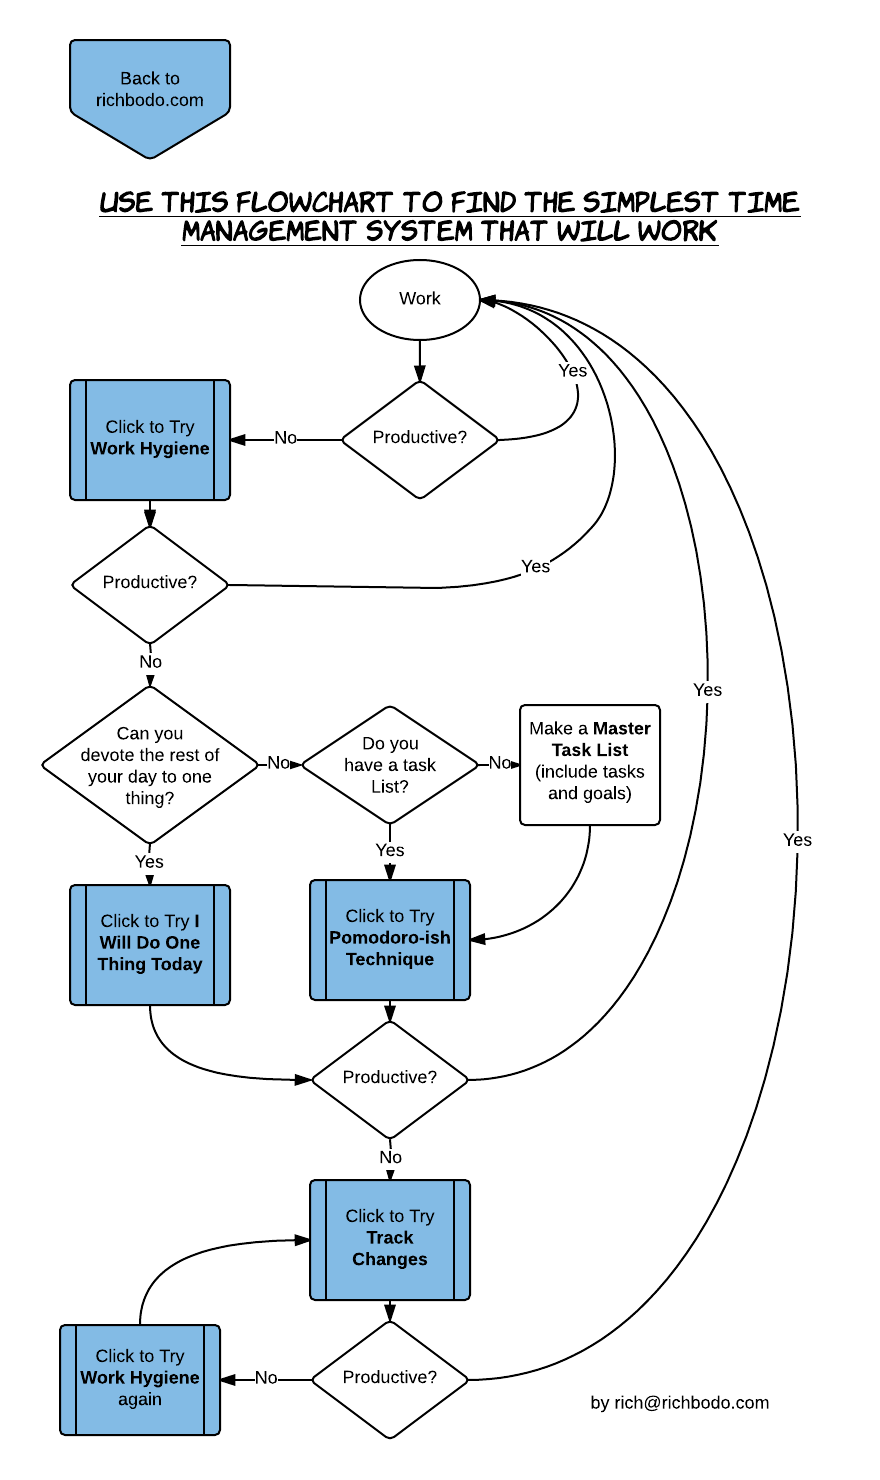 Back to
richbodo.com
USE THIS FLOWCHART TO FIND THE SIMPLEST TIME
MANAGEMENT SYSTEM THAT WILL WORK
Work
Yes
Productive?
No
Click to Try
Work Hygiene
Productive?
Yes
No
Can you
devote the rest of
your day to one
thing?
No
Do you
have a task
List?
No
Make a Master
Task List
(include tasks
and goals)
Yes
Yes
Yes
Yes
Click to Try I
Will Do One
Thing Today
Click to Try
Pomodoro-ish
Technique
Productive?
No
Click to Try
Track
Changes
Productive?
No
Click to Try
Work Hygiene
again
by rich@richbodo.com